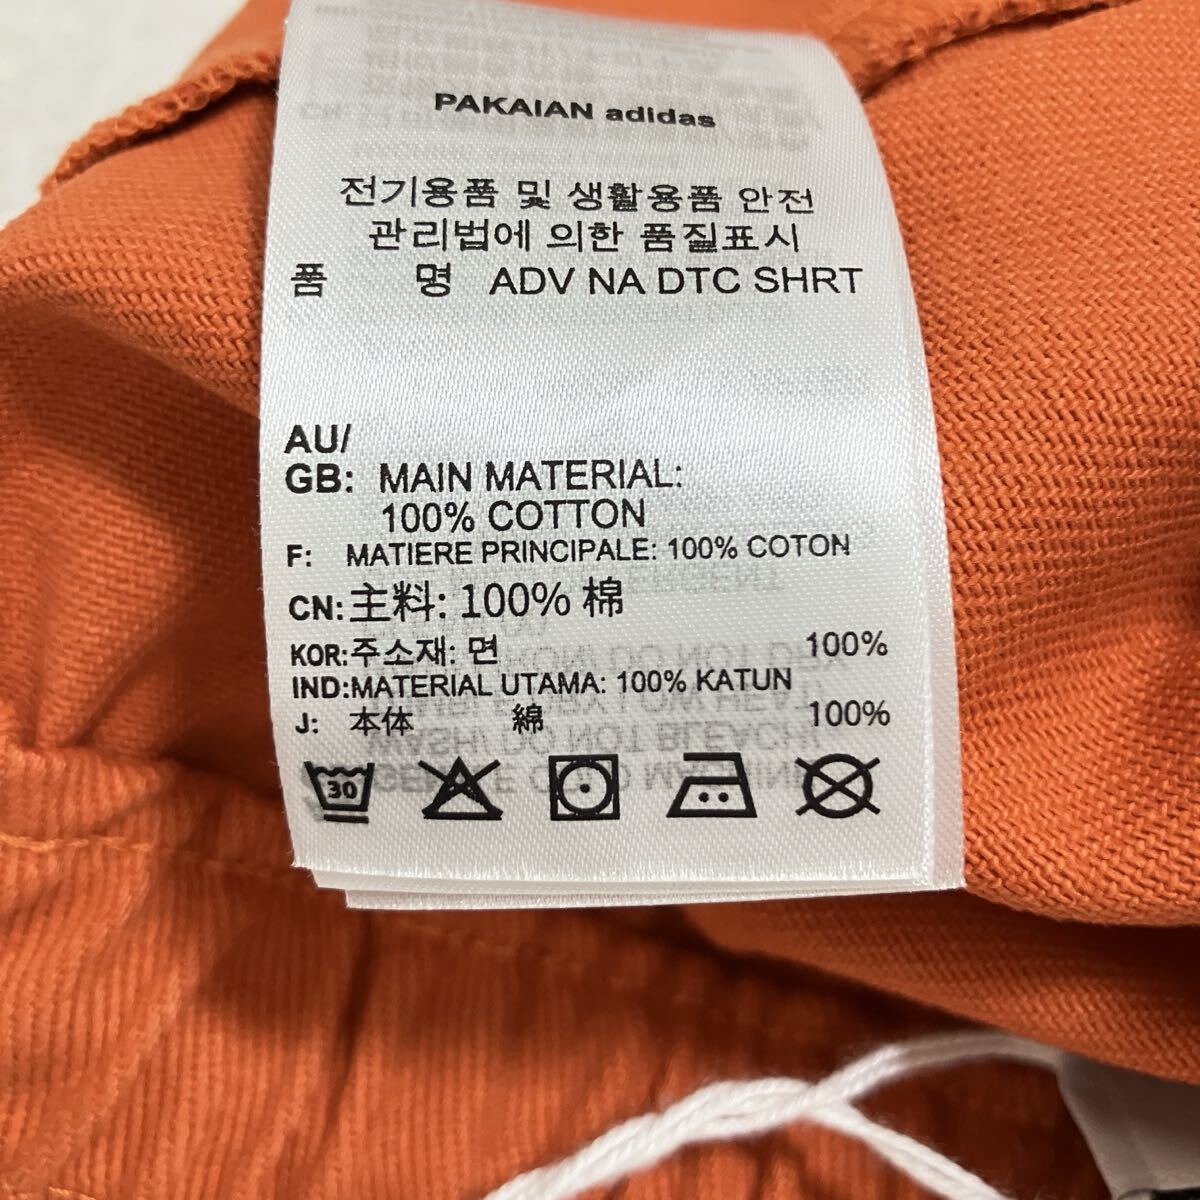 PAKAIAN adidas
전기용품 및 생활용품 안전
관리법에 의한 품질표시
품 명 ADV NA DTC SHRT
AU/
GB: MAIN MATERIAL:
100% COTTON
F: MATIERE PRINCIPALE: 100% COTON
CN: 主料: 100% 棉
KOR: 주소재: 면 100%
IND: MATERIAL UTAMA: 100% KATUN
J: 本体 綿 100%
30